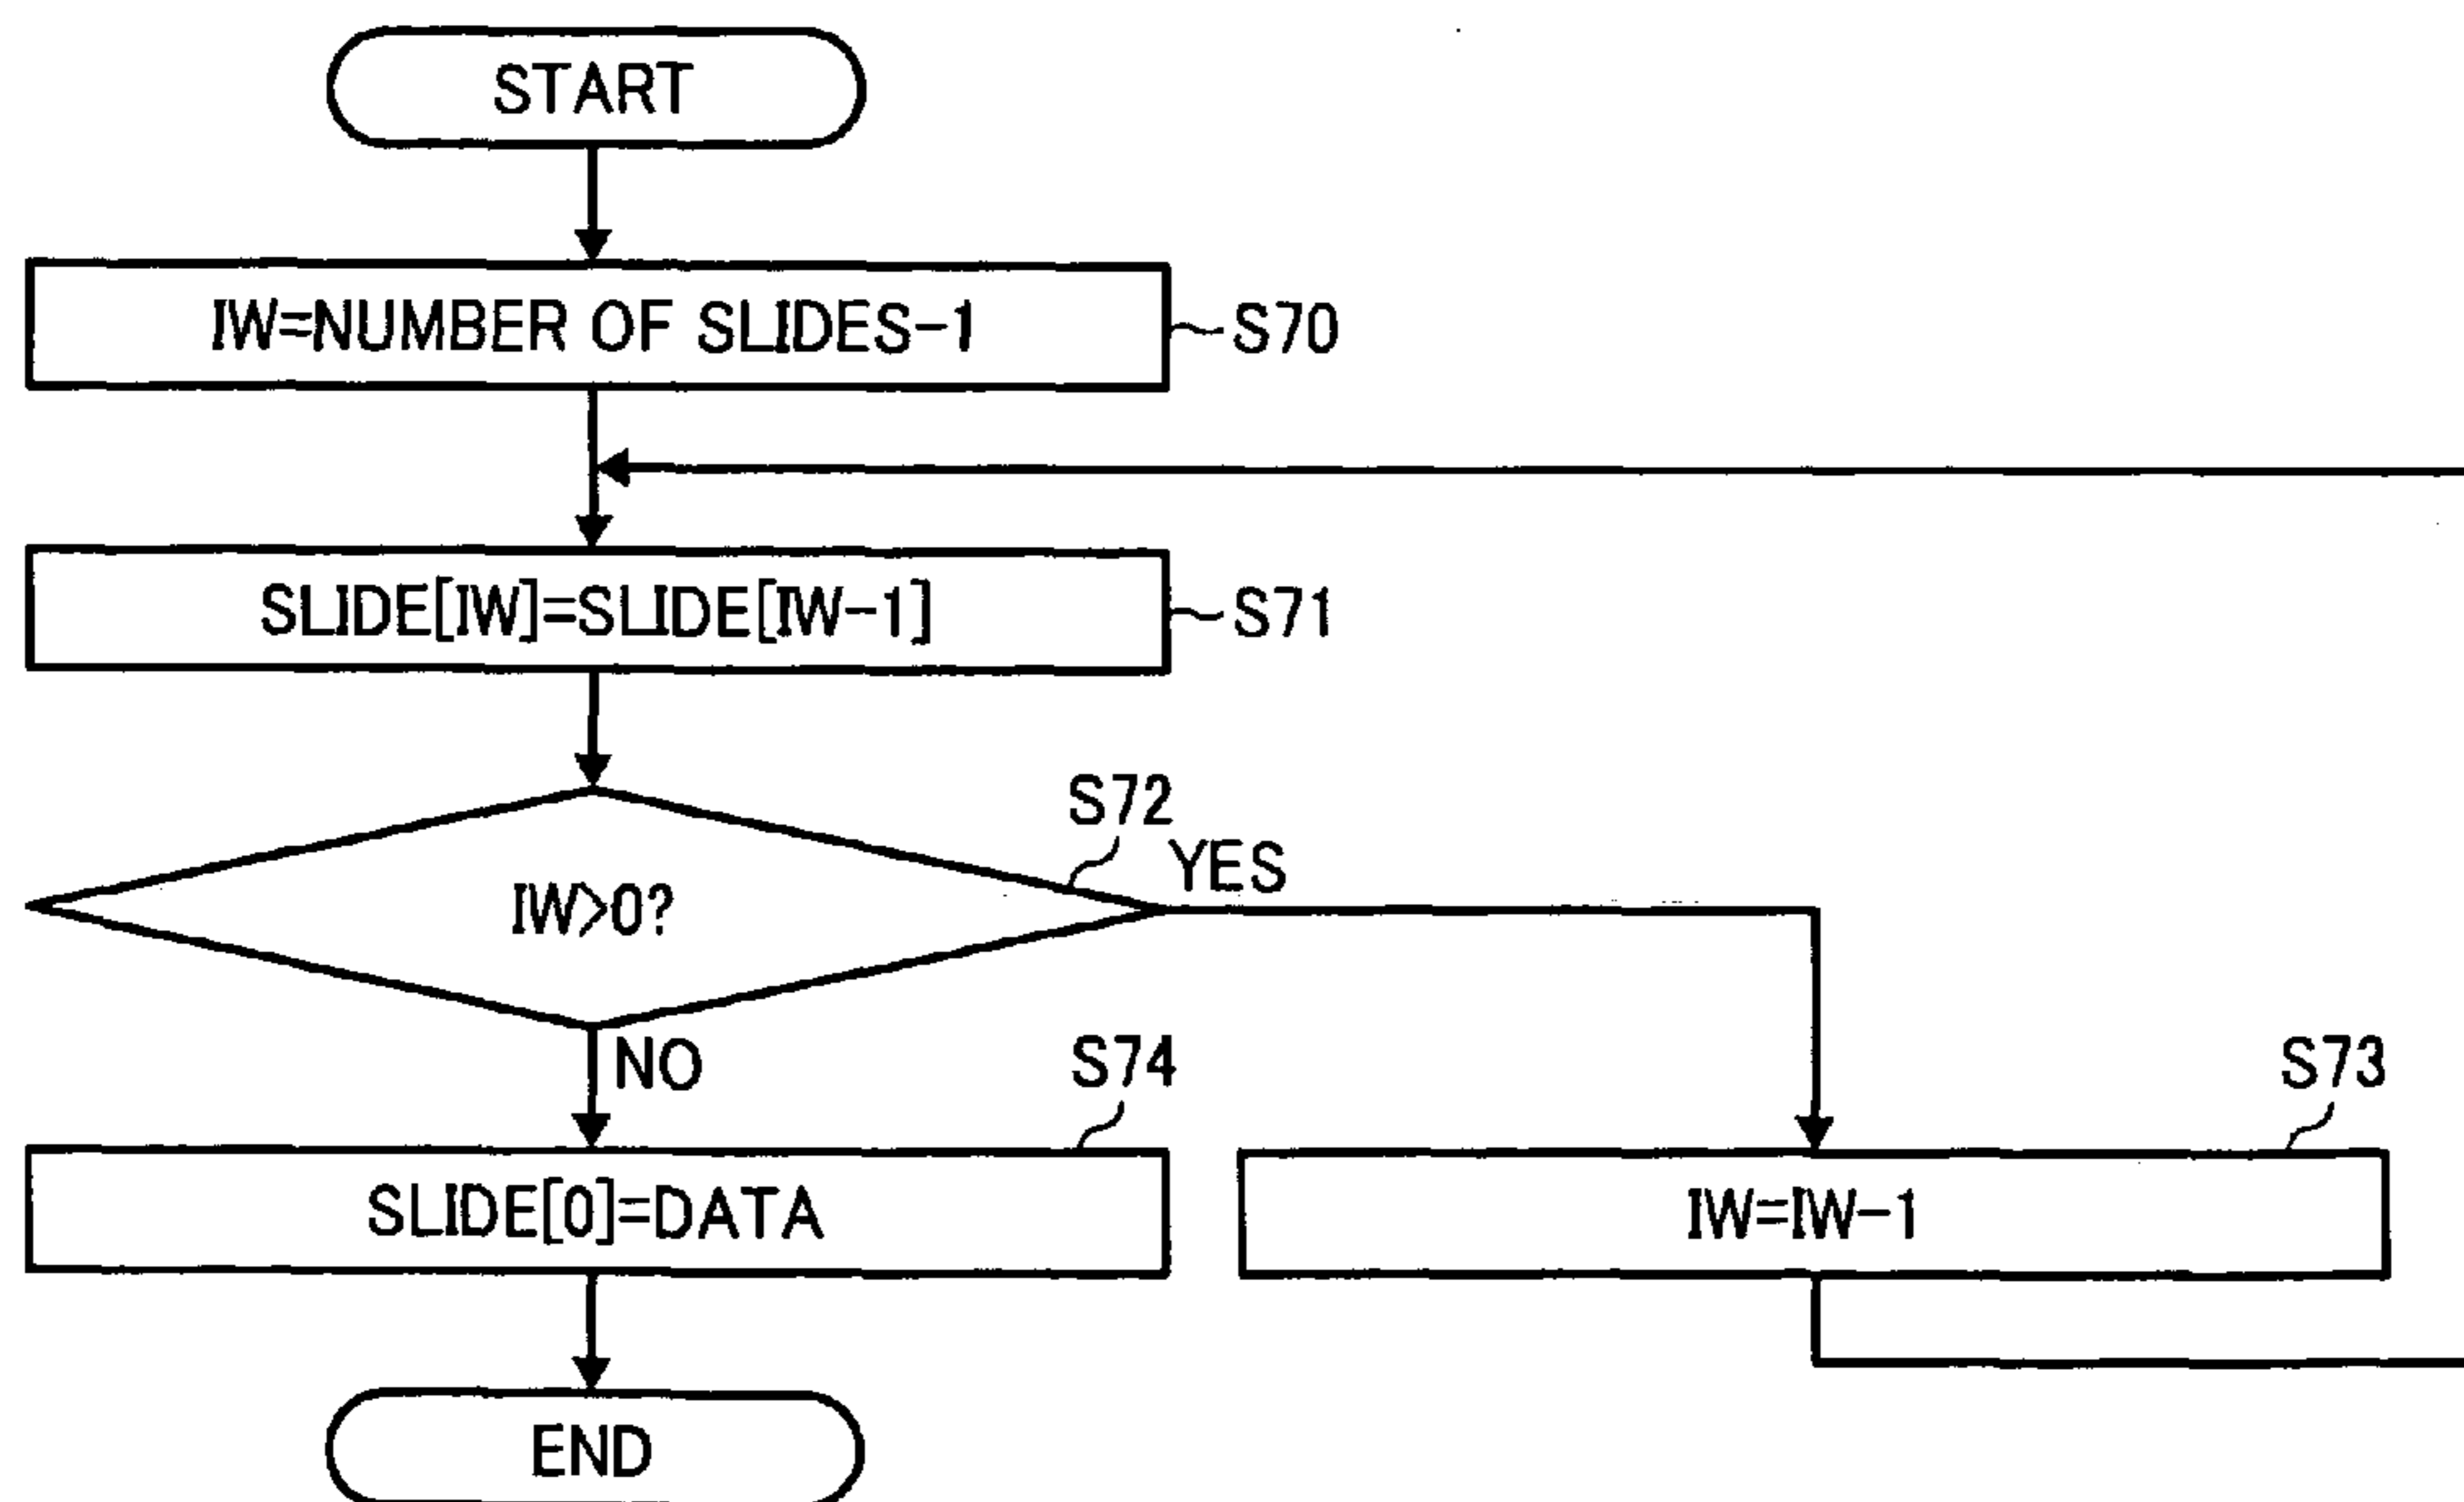 START
IW=NUMBER OF SLIDES-1
S70
SLIDE[IW]=SLIDE[IW-1]
S71
S72
YES
IW>0?
NO
S74
S73
SLIDE[0]=DATA
IW=IW-1
END